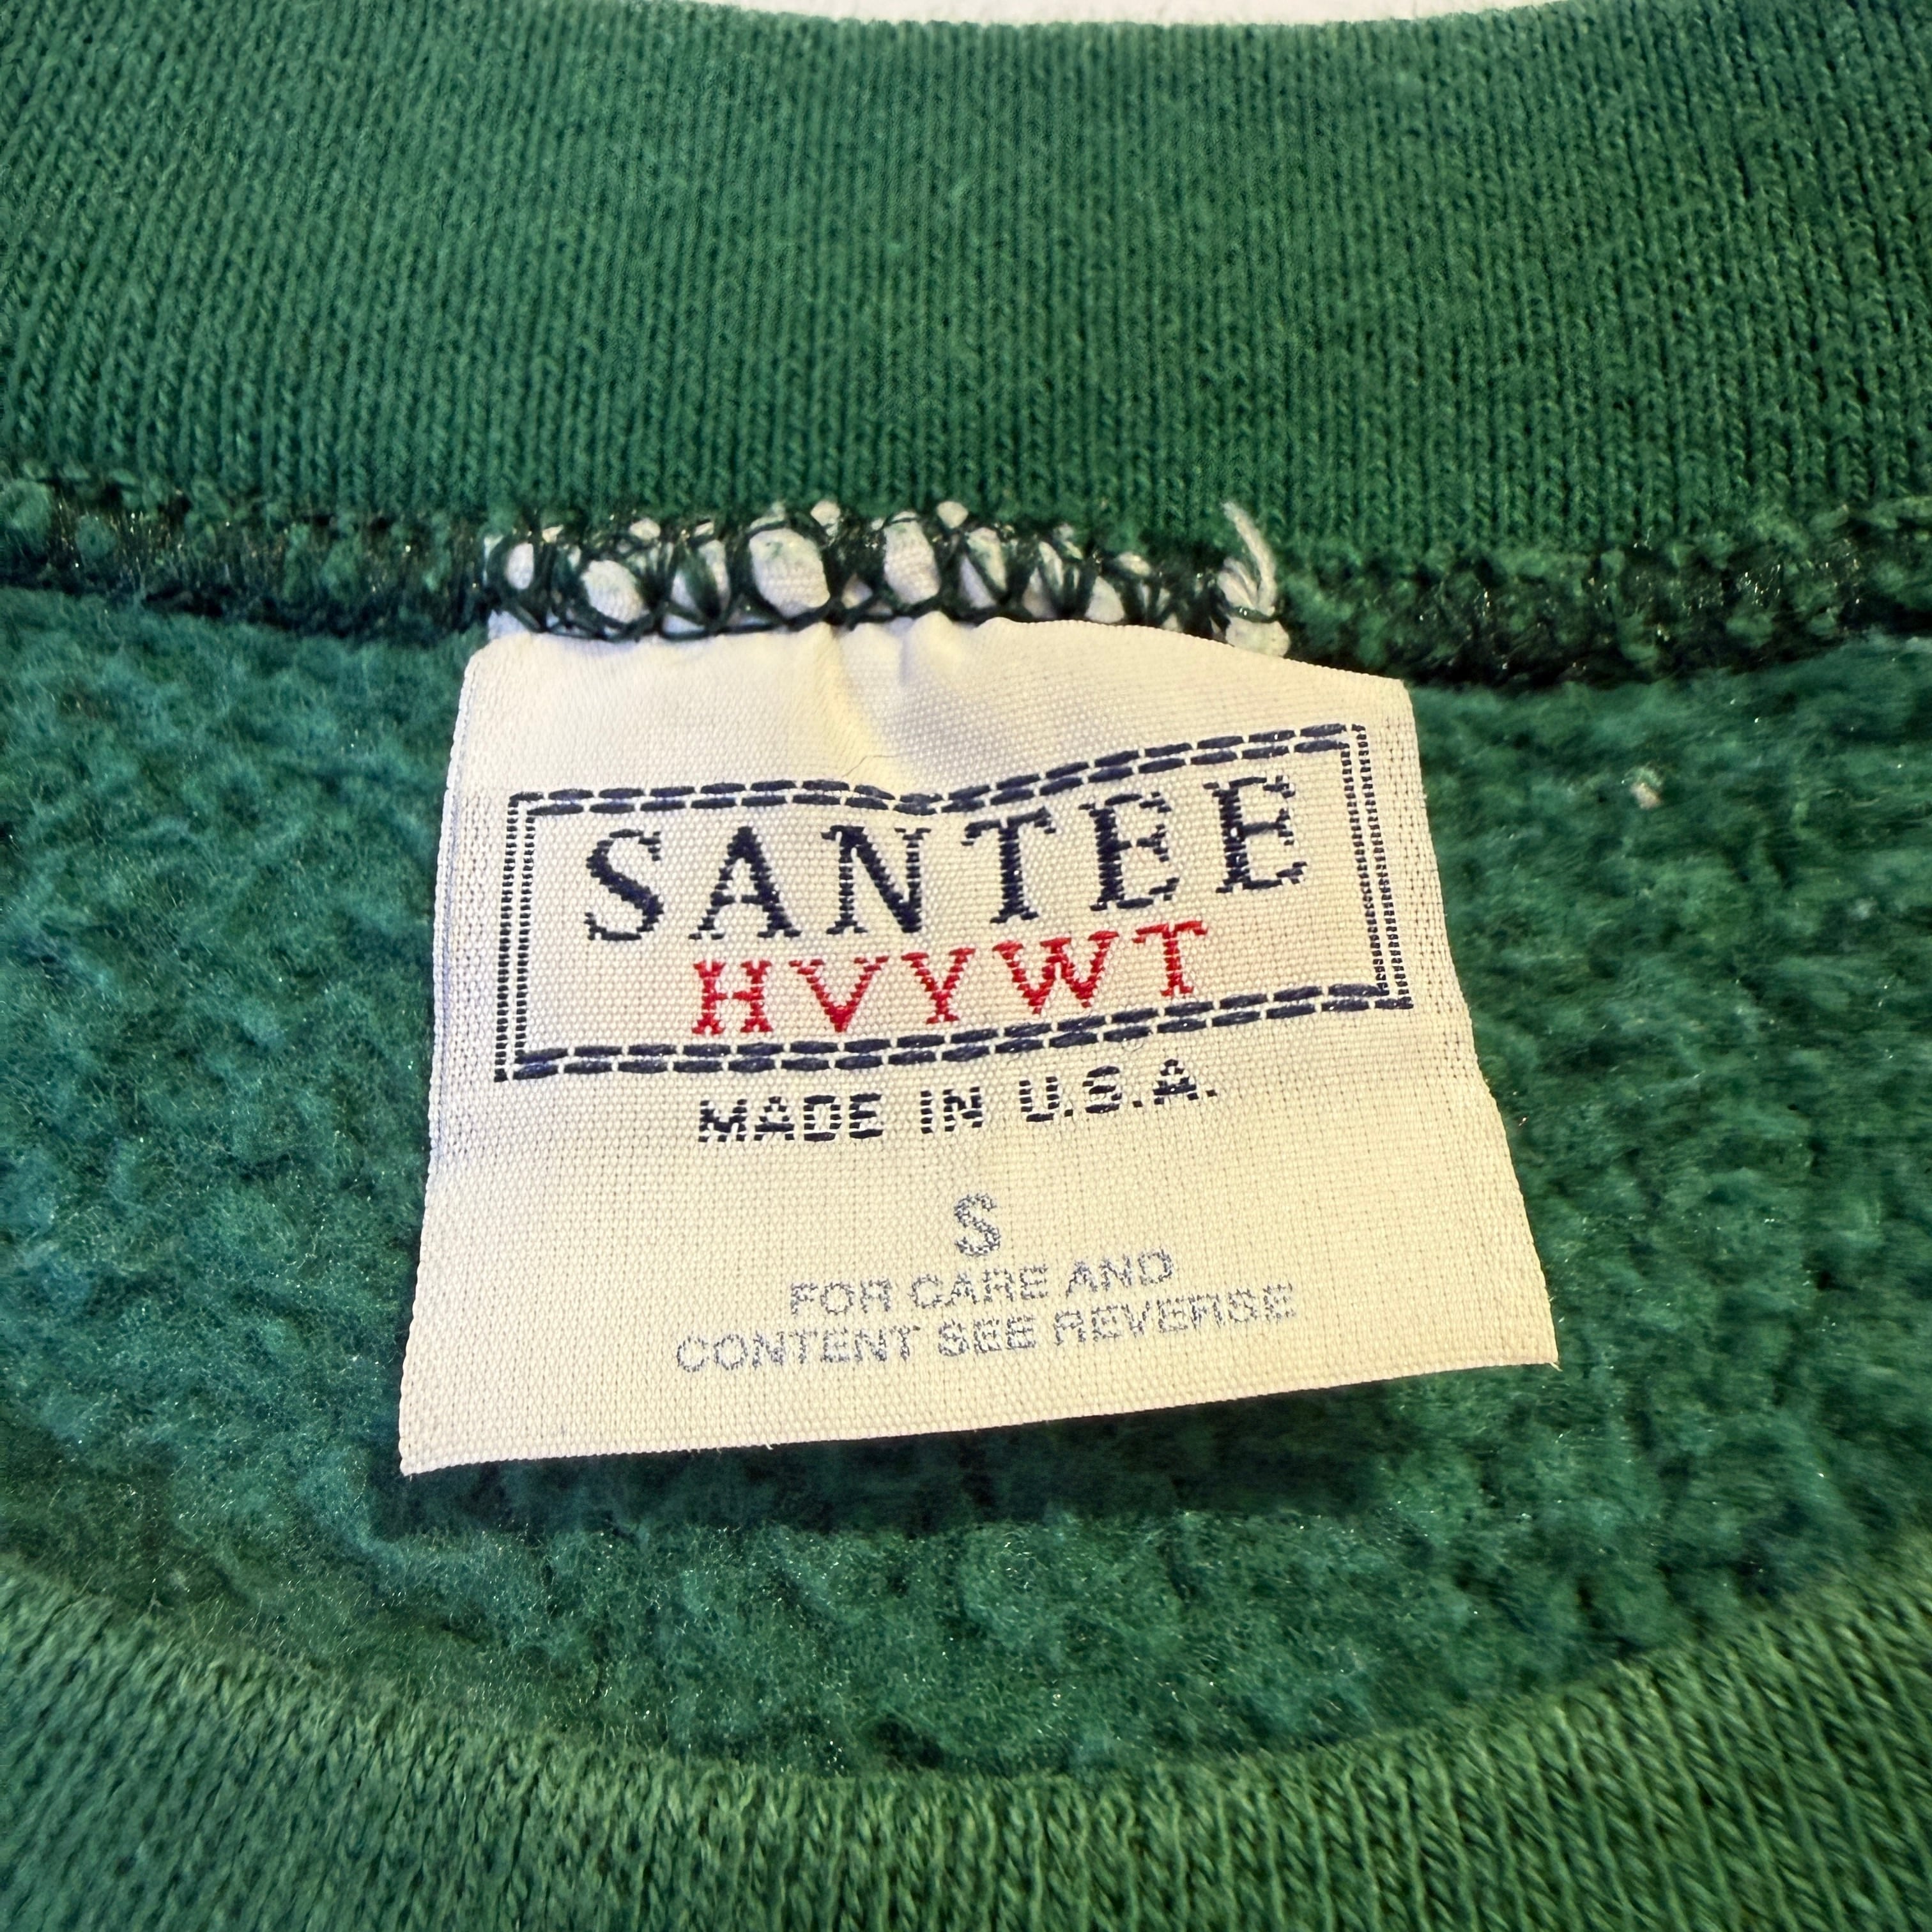 SANTEE
HVYWT
MADE IN U.S.A.
S
FOR CARE AND
CONTENT SEE REVERSE